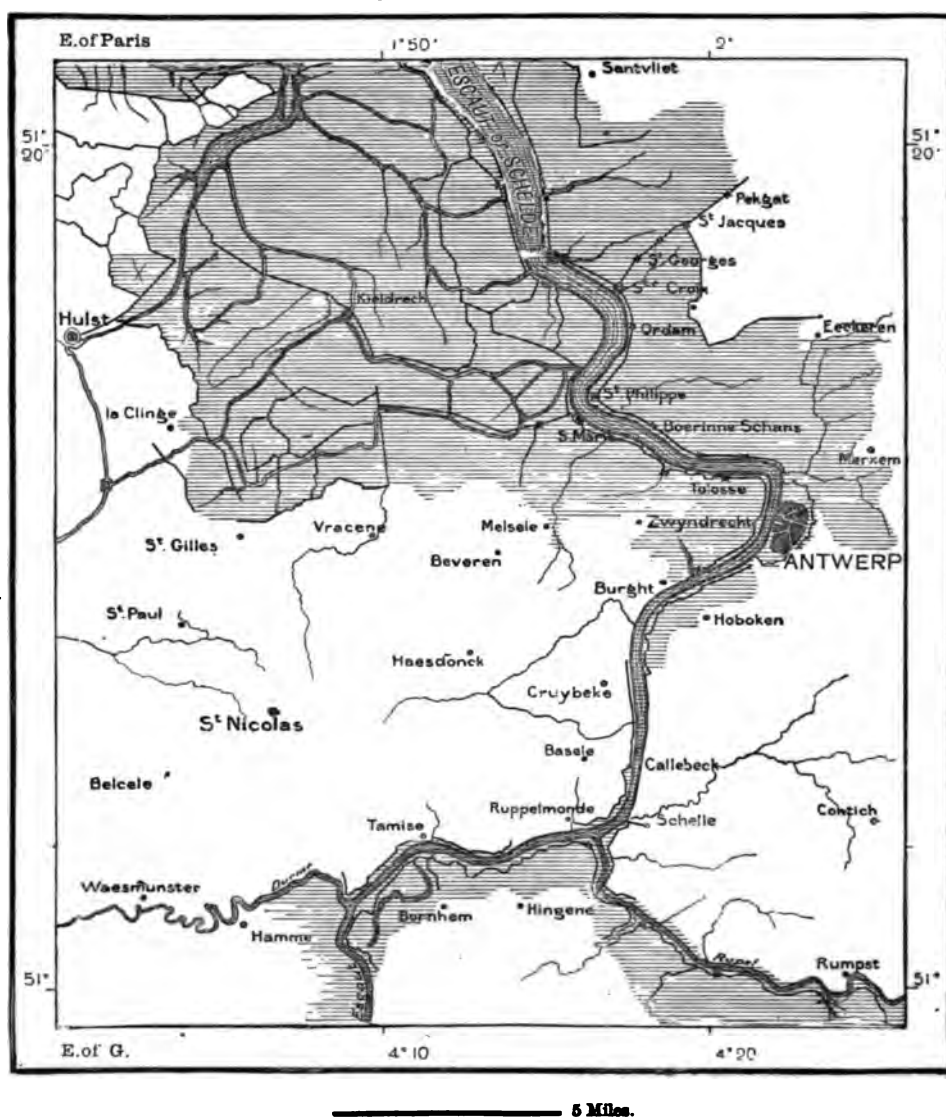 E. of Paris
1°50'
2°
Santvliet
ESCAUT or SCHELDE
51°
20'
51°
20'
Pekgat
St Jacques
St Georges
Ste Croix
Kieldrech
Hulst
Ordam
Eeckeren
St Philippe
la Clinge
S. Marie
Boerinne Schans
Merxem
Tolosse
Vracene
Melsele
Zwyndrecht
St. Gilles
Beveren
ANTWERP
Burght
St. Paul
Hoboken
Haesdonck
Cruybeke
St Nicolas
Basele
Callebeck
Belcele
Ruppelmonde
Contich
Tamise
Schelle
Durme
Waesmunster
Bornhem
Hingene
Hamme
Rupel
Rumpst
51°
51°
Escaut
E. of G.
4°10'
4°20
5 Miles.